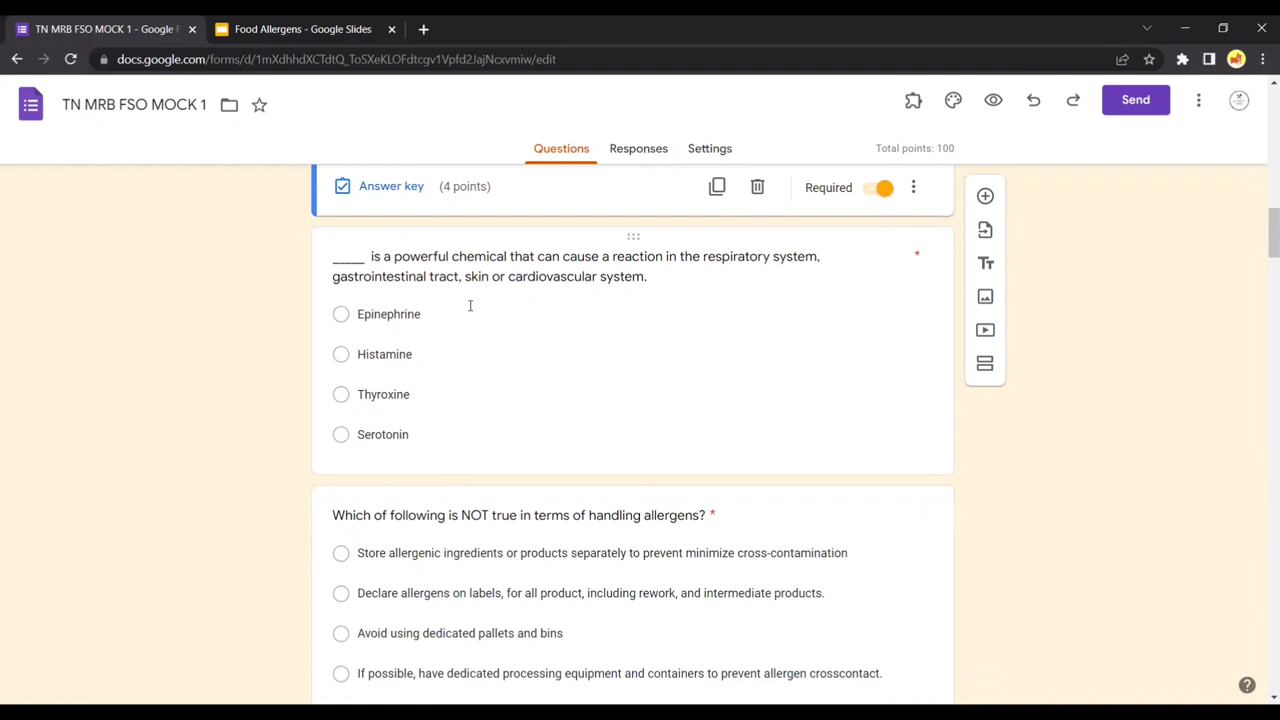 TN MRB FSO MOCK 1 - Google F
Food Allergens - Google Slides
docs.google.com/forms/d/1mXdhhdXCTdtQ_ToSXeKLOFdtcgv1Vpfd2JajNcxvmiw/edit
TN MRB FSO MOCK 1
Send
Questions
Responses
Settings
Total points: 100
Answer key
(4 points)
Required
_____ is a powerful chemical that can cause a reaction in the respiratory system, *
gastrointestinal tract, skin or cardiovascular system.
Epinephrine
Histamine
Thyroxine
Serotonin
Which of following is NOT true in terms of handling allergens? *
Store allergenic ingredients or products separately to prevent minimize cross-contamination
Declare allergens on labels, for all product, including rework, and intermediate products.
Avoid using dedicated pallets and bins
If possible, have dedicated processing equipment and containers to prevent allergen crosscontact.